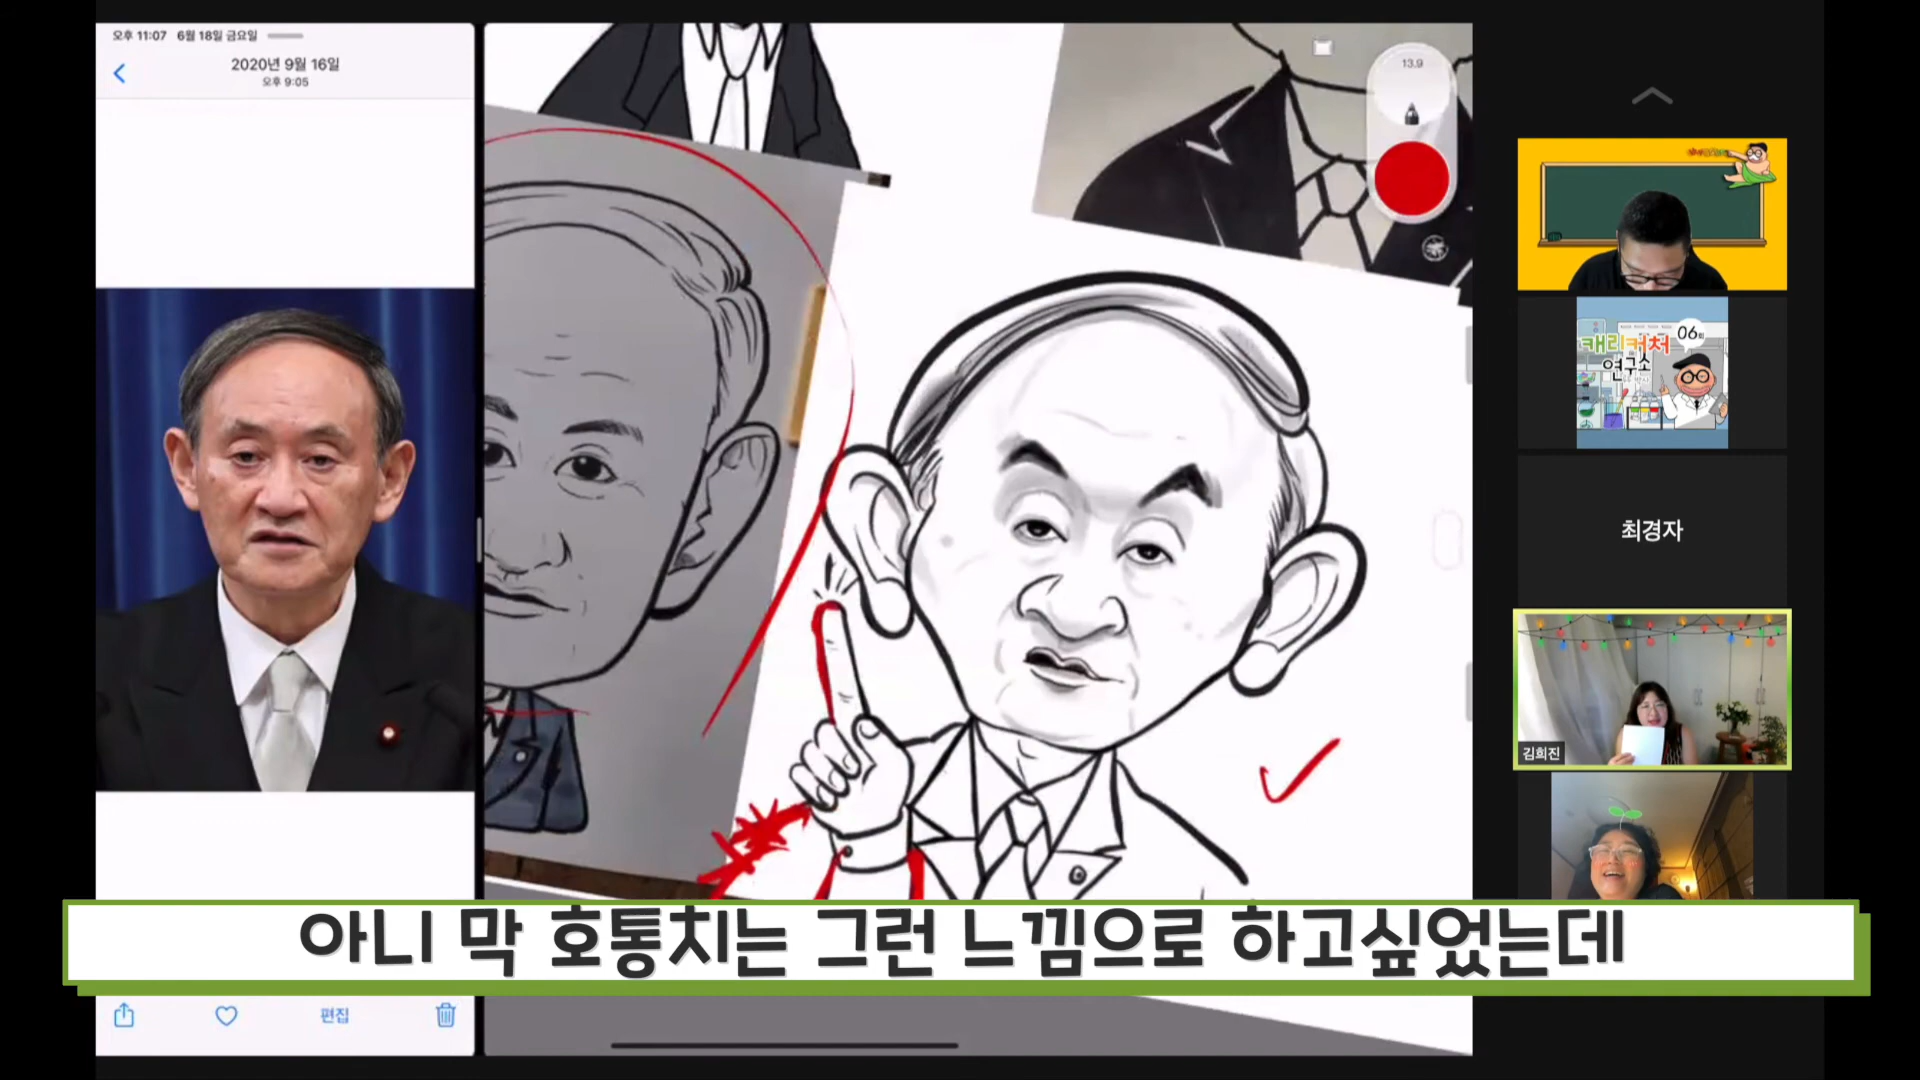 오후 11:07 6월 18일 금요일
2020년 9월 16일
오후 9:05
13.9
06회
캐리커처
연구소
최경자
김희진
아니 막 호통치는 그런 느낌으로 하고싶었는데
편집